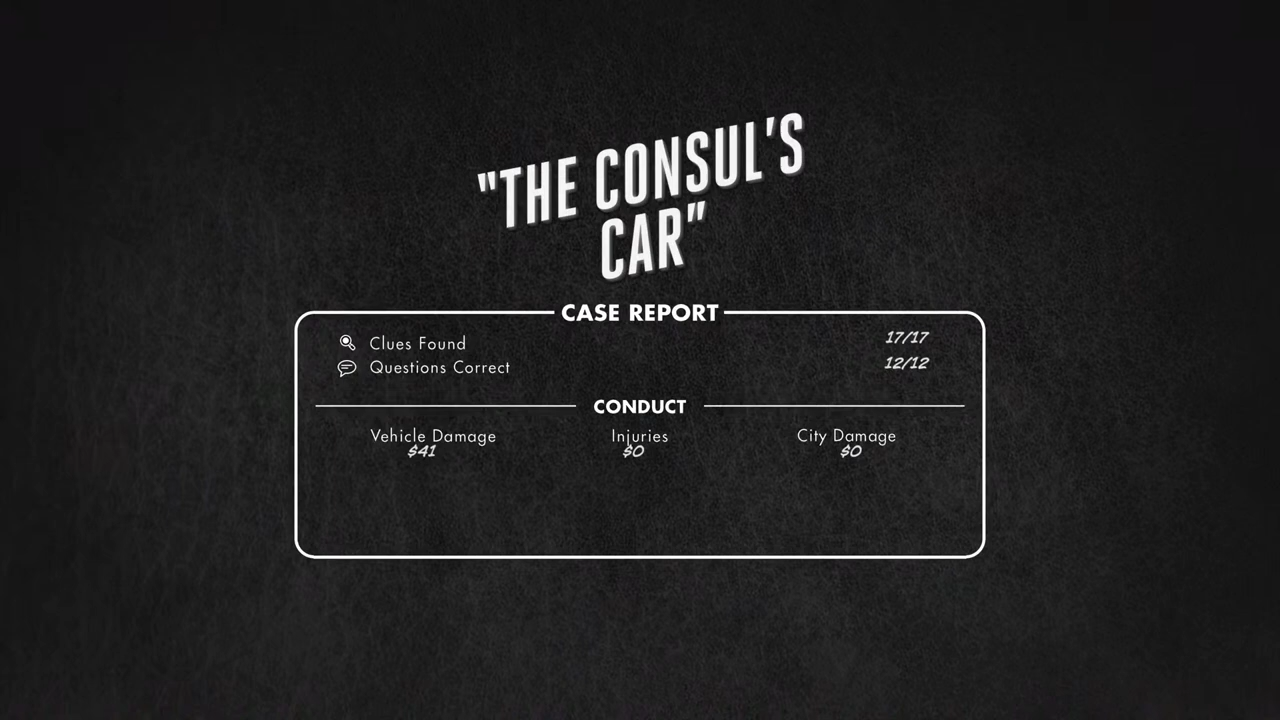 "THE CONSUL'S
CAR"
CASE REPORT
Clues Found 17/17
Questions Correct 12/12
CONDUCT
Vehicle Damage Injuries City Damage
$41 $0 $0